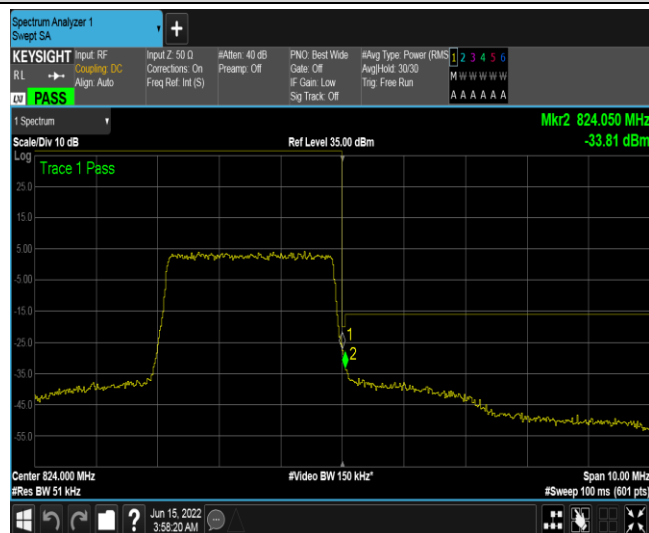 Spectrum Analyzer 1
Swept SA
+
KEYSIGHT Input: RF Input Z: 50 Ω #Atten: 40 dB PNO: Best Wide #Avg Type: Power (RMS 1 2 3 4 5 6
RL Coupling: DC Corrections: On Preamp: Off Gate: Off Avg|Hold: 30/30 M W W W W W
Align: Auto Freq Ref: Int (S) IF Gain: Low Trig: Free Run
Sig Track: Off A A A A A A
LXI PASS
1 Spectrum Mkr2 824.050 MHz
Scale/Div 10 dB Ref Level 35.00 dBm -33.81 dBm
Log
Trace 1 Pass
25.0
15.0
5.00
-5.00
-15.0
-25.0
1
2
-35.0
-45.0
-55.0
Center 824.000 MHz #Video BW 150 kHz* Span 10.00 MHz
#Res BW 51 kHz #Sweep 100 ms (601 pts)
? Jun 15, 2022
3:58:20 AM